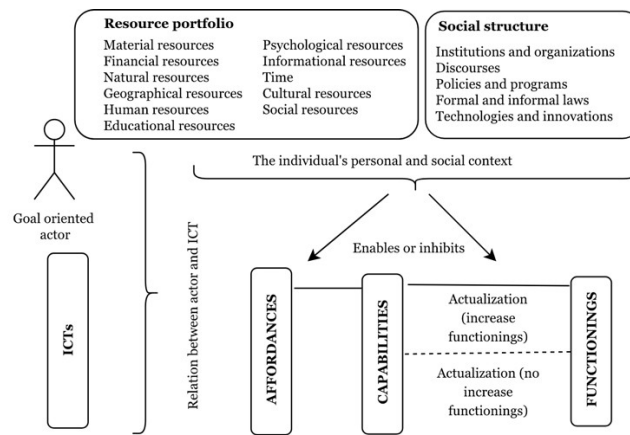 Resource portfolio
Material resources
Financial resources
Natural resources
Geographical resources
Human resources
Educational resources
Psychological resources
Informational resources
Time
Cultural resources
Social resources
Social structure
Institutions and organizations
Discourses
Policies and programs
Formal and informal laws
Technologies and innovations
The individual's personal and social context
Goal oriented
actor
Enables or inhibits
ICTs
Relation between actor and ICT
AFFORDANCES
CAPABILITIES
Actualization
(increase
functionings)
Actualization (no
increase
functionings)
FUNCTIONINGS